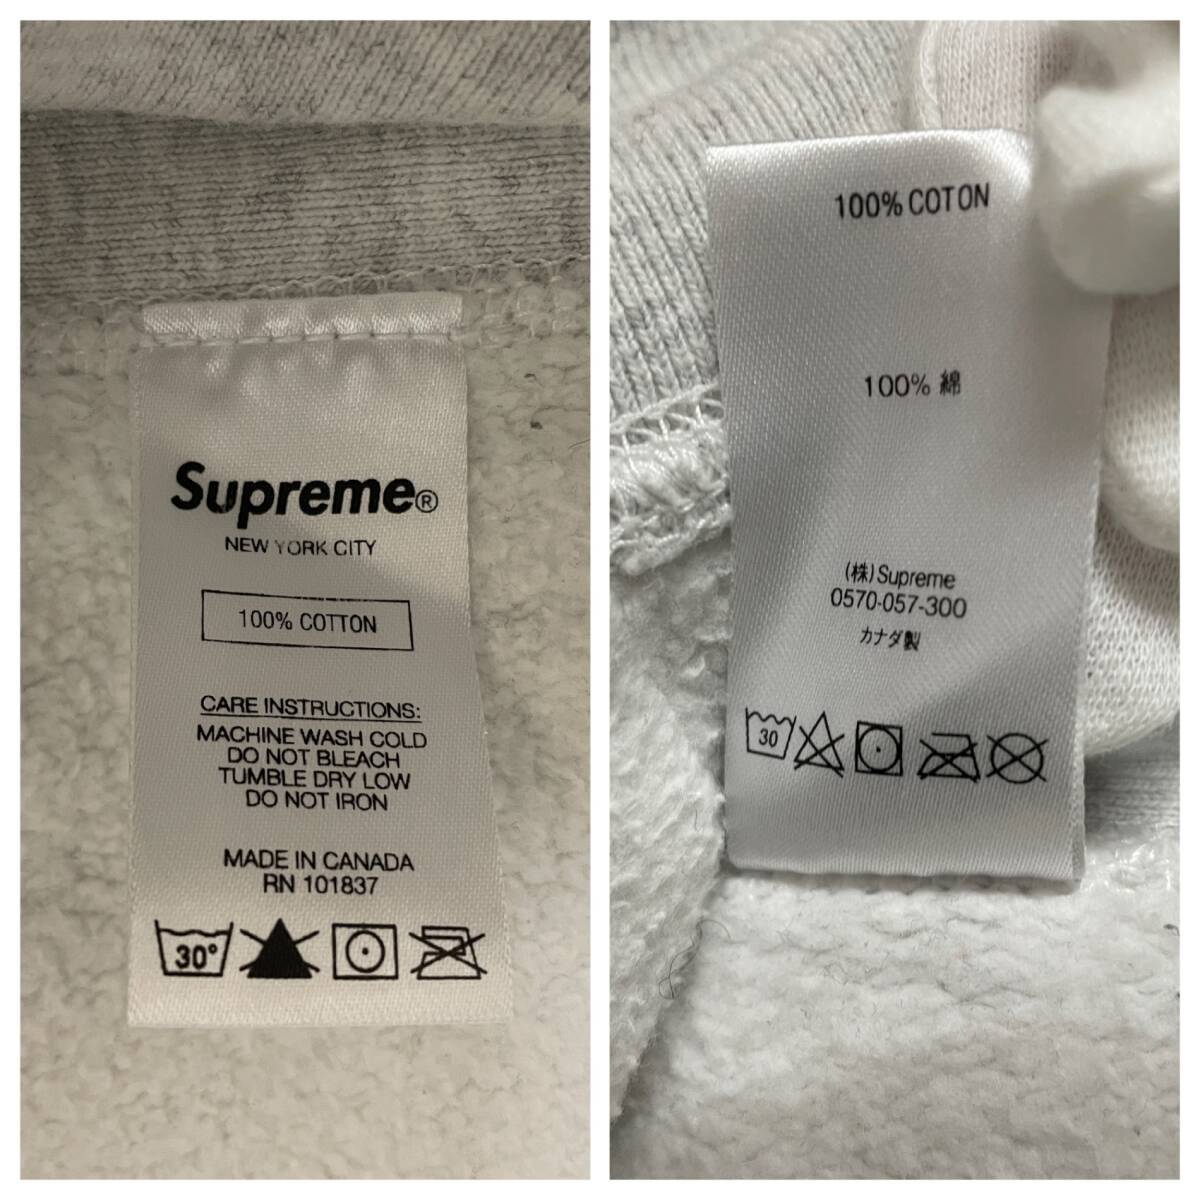 Supreme®
NEW YORK CITY
100% COTTON
CARE INSTRUCTIONS:
MACHINE WASH COLD
DO NOT BLEACH
TUMBLE DRY LOW
DO NOT IRON
MADE IN CANADA
RN 101837
30°
100% COTON
100% 綿
(株)Supreme
0570-057-300
カナダ製
30